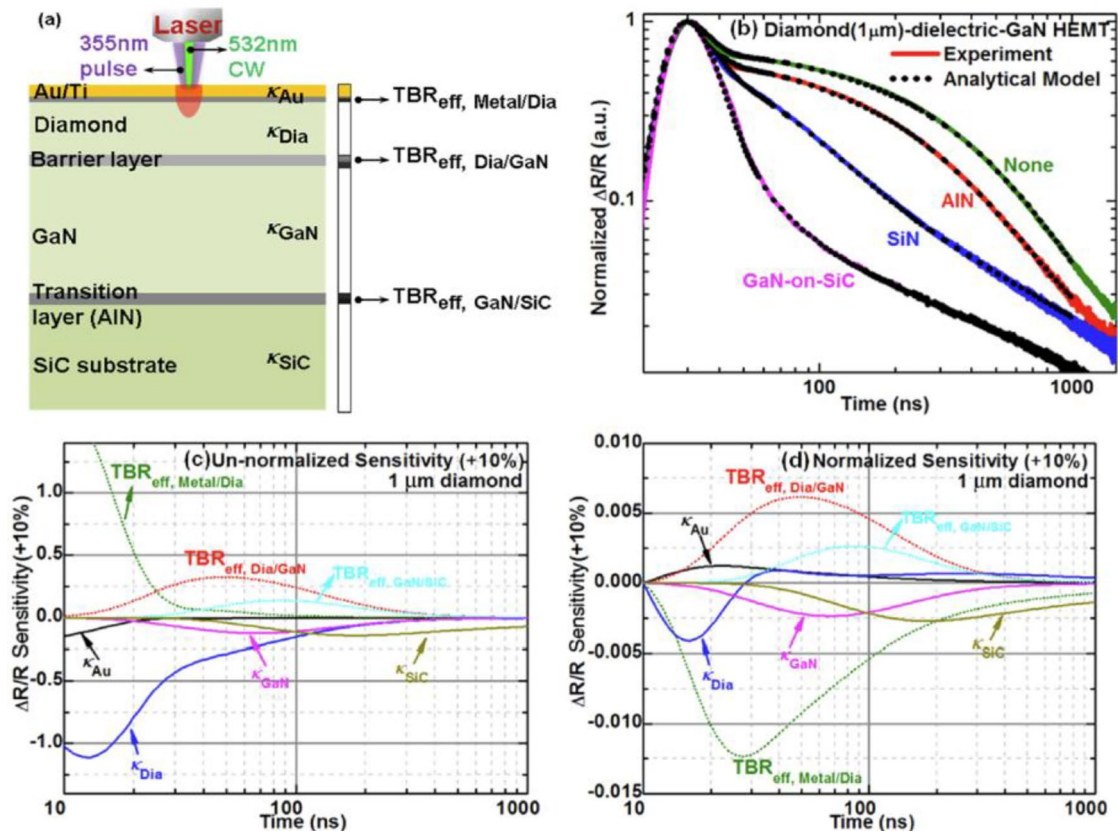 (a)
Laser
355nm
pulse
532nm
CW
Au/Ti
κAu
TBReff, Metal/Dia
Diamond
κDia
Barrier layer
TBReff, Dia/GaN
GaN
κGaN
Transition
layer (AlN)
TBReff, GaN/SiC
SiC substrate
κSiC
(b) Diamond(1μm)-dielectric-GaN HEMT
Experiment
Analytical Model
None
AlN
SiN
GaN-on-SiC
Normalized ΔR/R (a.u.)
1
0.1
100
1000
Time (ns)
(c) Un-normalized Sensitivity (+10%)
1 μm diamond
TBReff, Metal/Dia
TBReff, Dia/GaN
TBReff, GaN/SiC
κAu
κGaN
κSiC
κDia
ΔR/R Sensitivity(+10%)
1.0
0.5
0.0
-0.5
-1.0
10
100
1000
Time (ns)
(d) Normalized Sensitivity (+10%)
1 μm diamond
TBReff, Dia/GaN
κAu
TBReff, GaN/SiC
κGaN
κSiC
κDia
TBReff, Metal/Dia
ΔR/R Sensitivity (+10%)
0.010
0.005
0.000
-0.005
-0.010
-0.015
10
100
1000
Time (ns)